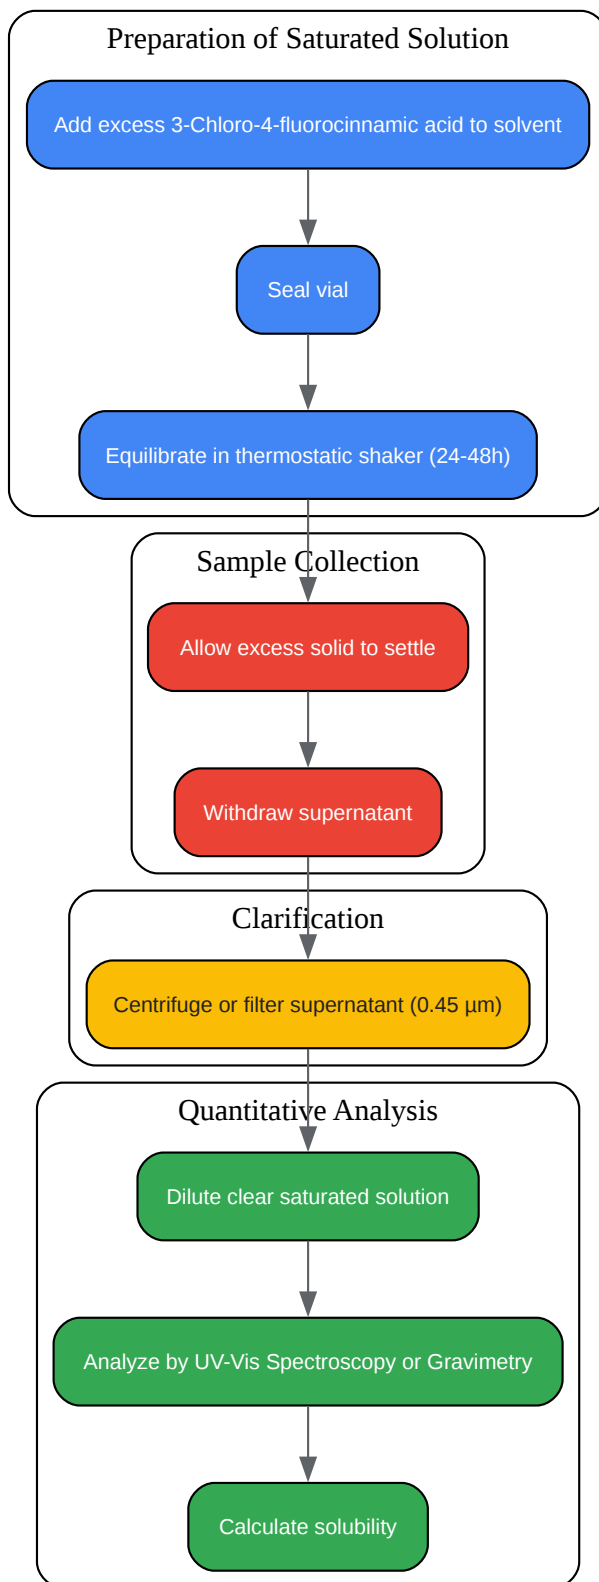 Preparation of Saturated Solution
Add excess 3-Chloro-4-fluorocinnamic acid to solvent
Seal vial
Equilibrate in thermostatic shaker (24-48h)
Sample Collection
Allow excess solid to settle
Withdraw supernatant
Clarification
Centrifuge or filter supernatant (0.45 µm)
Quantitative Analysis
Dilute clear saturated solution
Analyze by UV-Vis Spectroscopy or Gravimetry
Calculate solubility